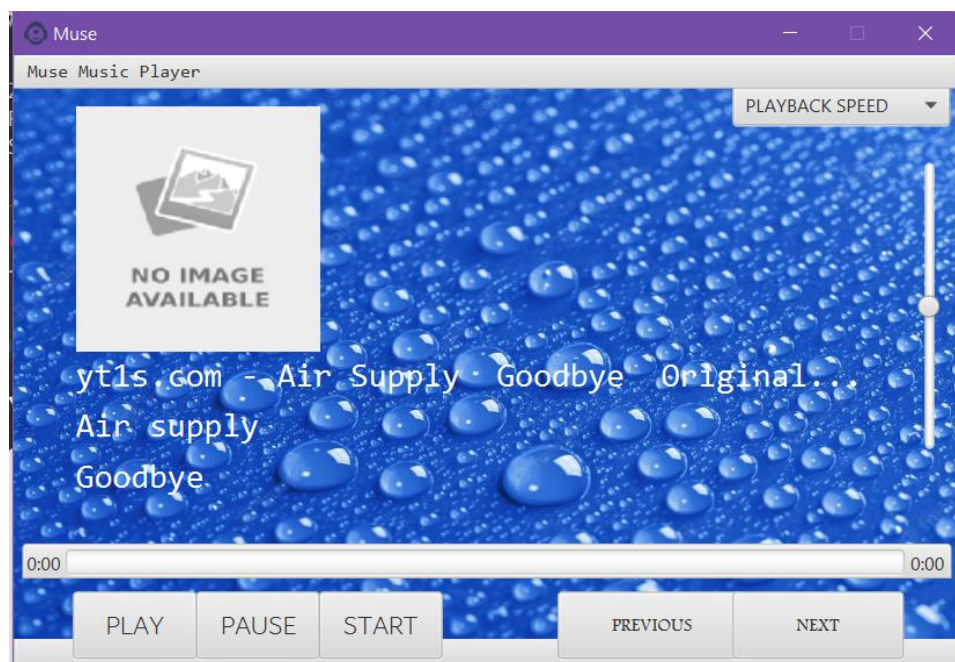 Muse
Muse Music Player
PLAYBACK SPEED
NO IMAGE
AVAILABLE
yt1s.com - Air Supply Goodbye Original...
Air supply
Goodbye
0:00 0:00
PLAY PAUSE START PREVIOUS NEXT